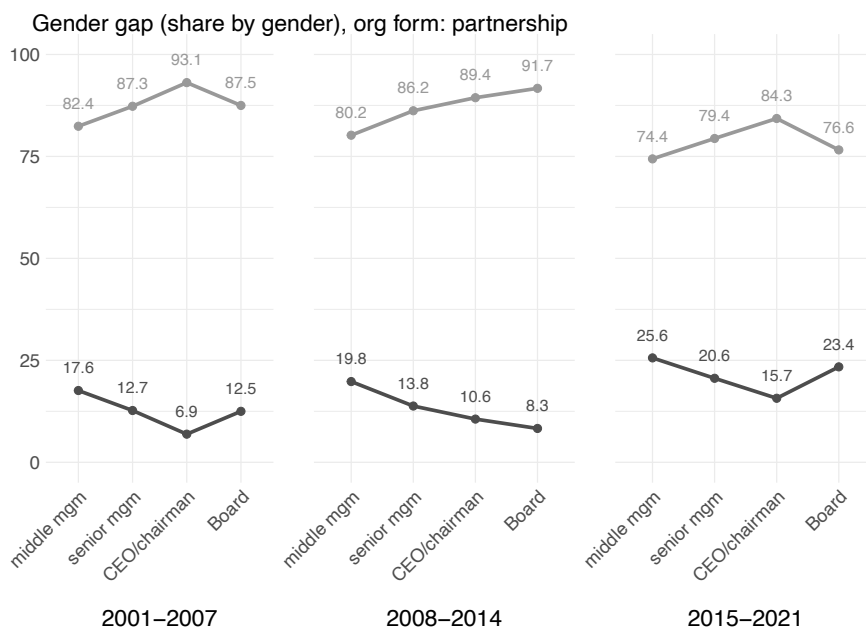 Gender gap (share by gender), org form: partnership
100
75
50
25
0
82.4 87.3 93.1 87.5
17.6 12.7 6.9 12.5
80.2 86.2 89.4 91.7
19.8 13.8 10.6 8.3
74.4 79.4 84.3 76.6
25.6 20.6 15.7 23.4
middle mgm senior mgm CEO/chairman Board
middle mgm senior mgm CEO/chairman Board
middle mgm senior mgm CEO/chairman Board
2001–2007 2008–2014 2015–2021